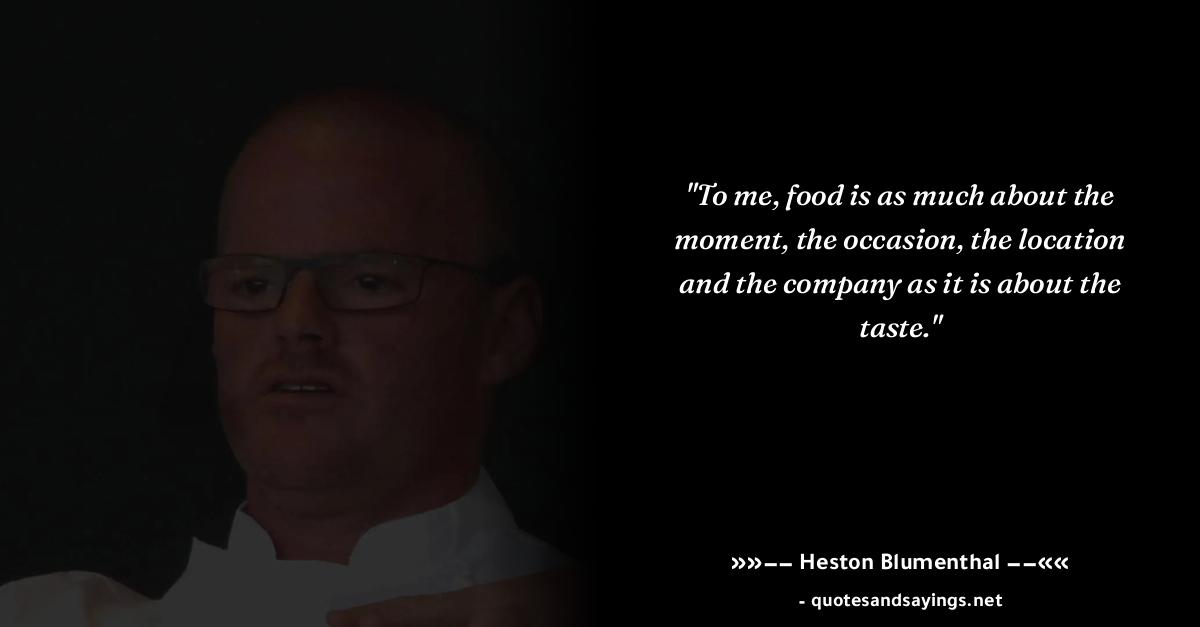 "To me, food is as much about the
moment, the occasion, the location
and the company as it is about the
taste."
»»−− Heston Blumenthal −−««
- quotesandsayings.net